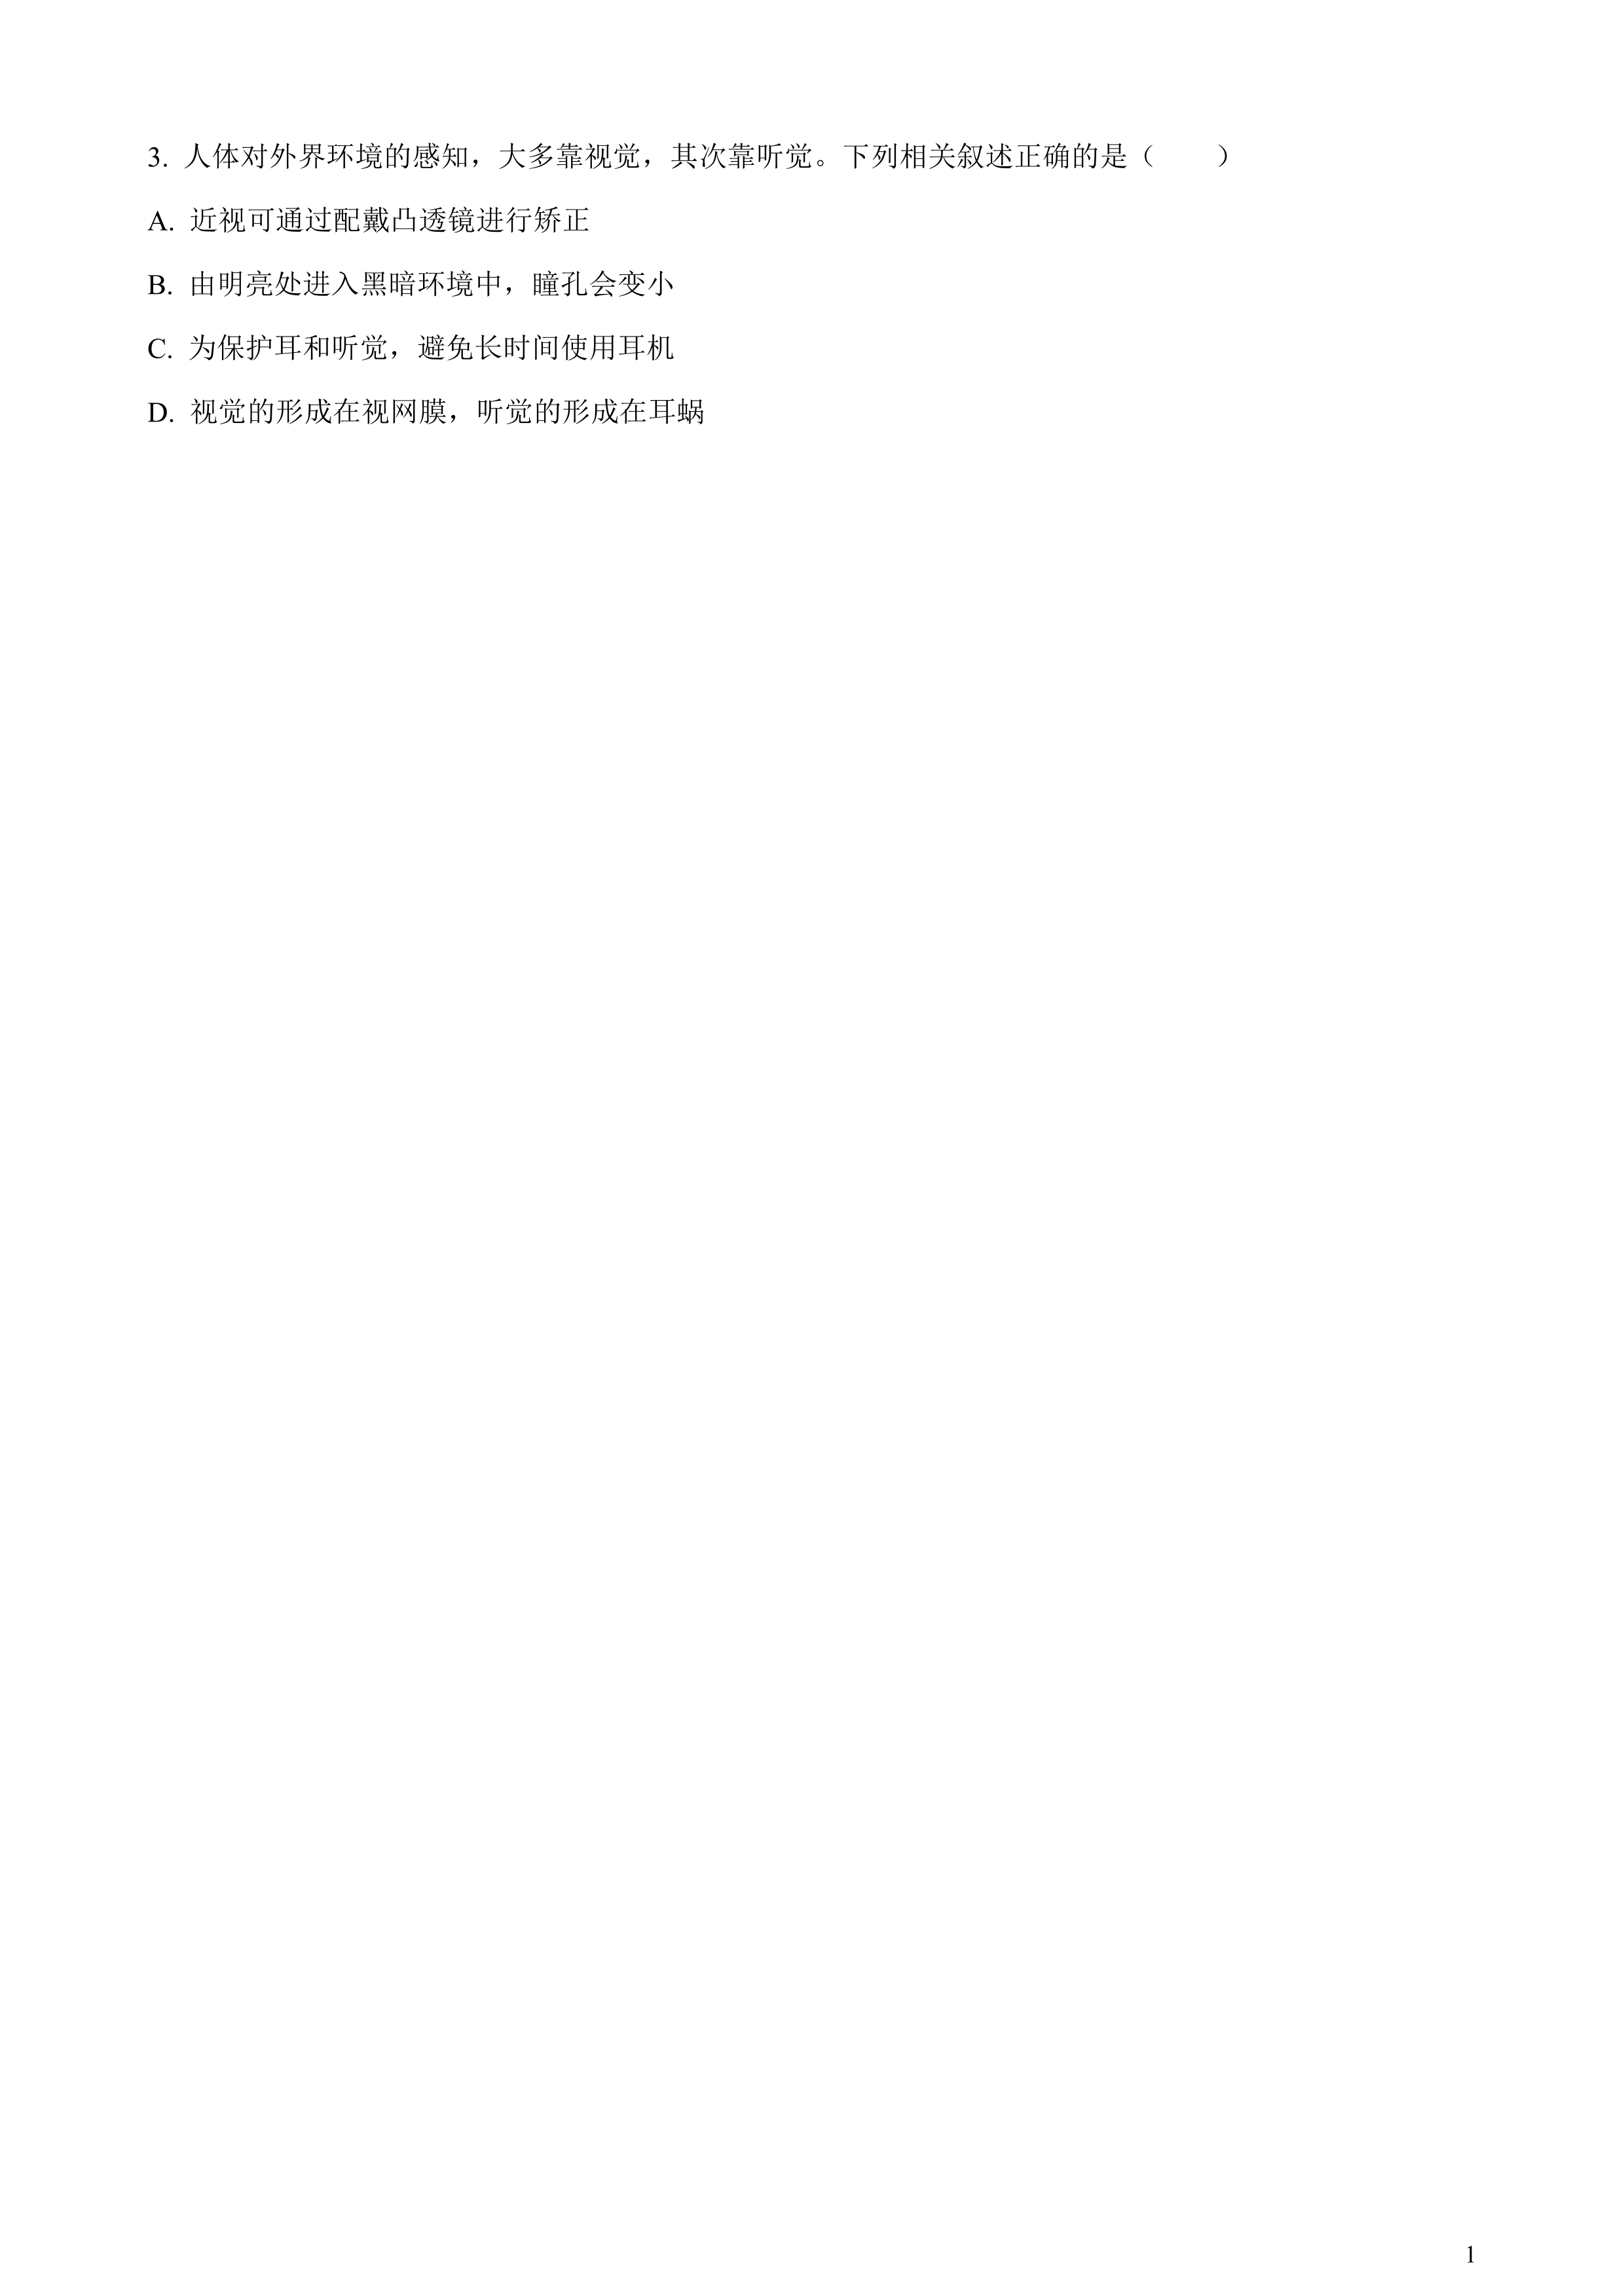 3. 人体对外界环境的感知，大多靠视觉，其次靠听觉。下列相关叙述正确的是（　　）
A. 近视可通过配戴凸透镜进行矫正
B. 由明亮处进入黑暗环境中，瞳孔会变小
C. 为保护耳和听觉，避免长时间使用耳机
D. 视觉的形成在视网膜，听觉的形成在耳蜗
1